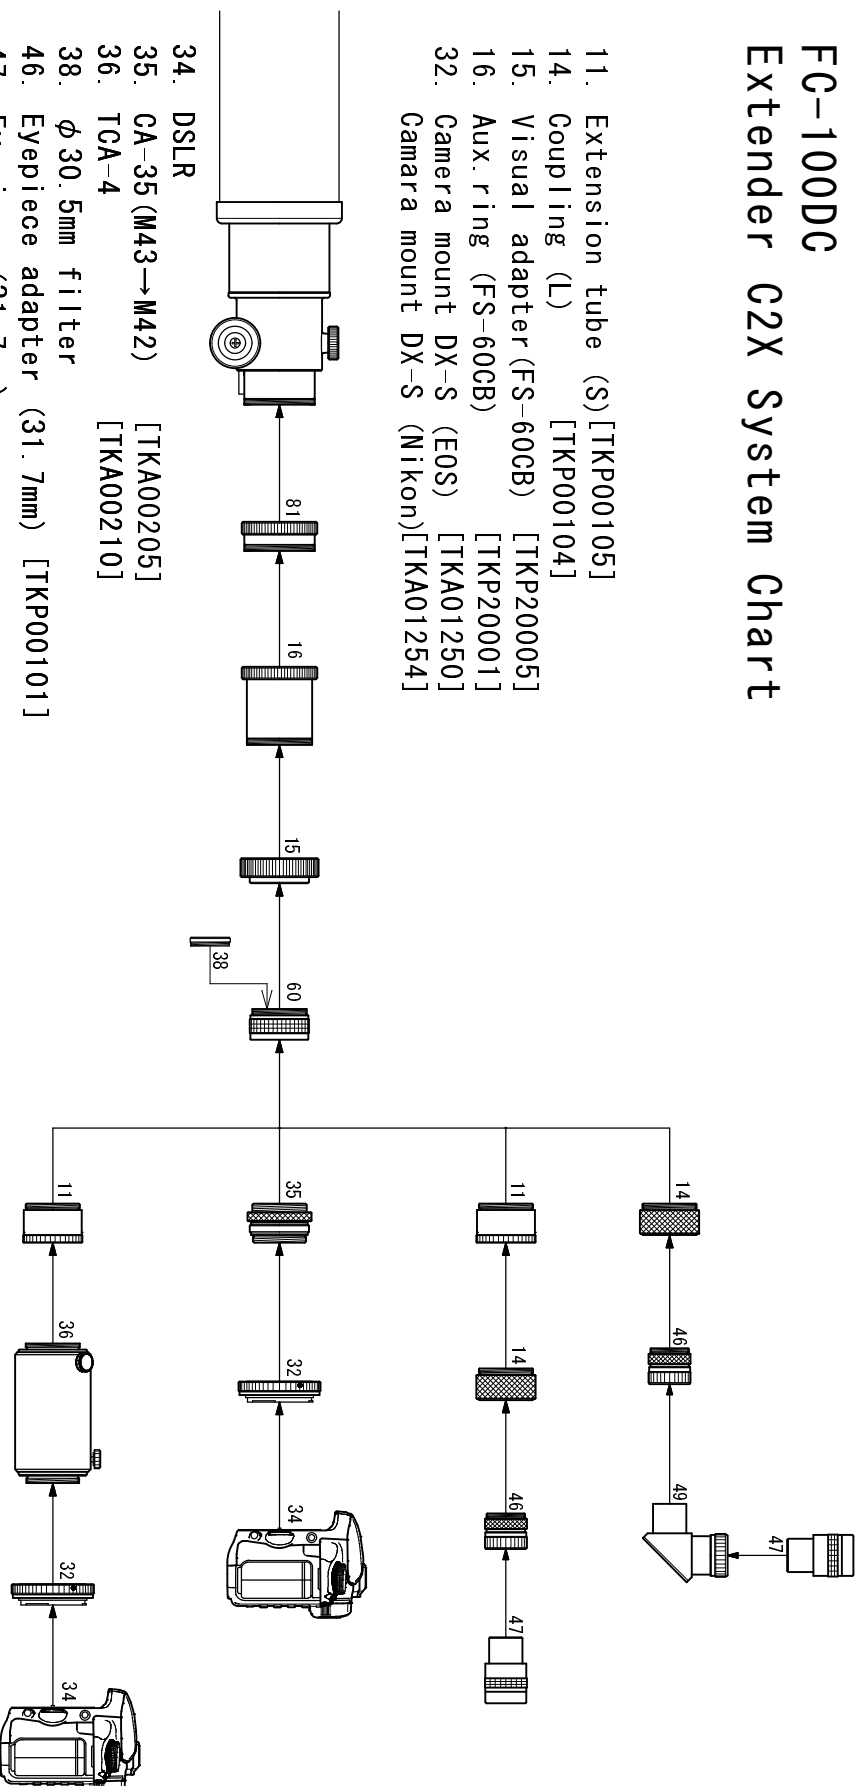 FC-100DC
Extender C2X System Chart
11. Extension tube (S)[TKP00105]
14. Coupling (L) [TKP00104]
15. Visual adapter(FS-60CB) [TKP20005]
16. Aux.ring (FS-60CB) [TKP20001]
32. Camera mount DX-S (EOS) [TKA01250]
Camara mount DX-S (Nikon)[TKA01254]
34. DSLR
35. CA-35(M43→M42) [TKA00205]
36. TCA-4 [TKA00210]
38. φ30.5mm filter
46. Eyepiece adapter (31.7mm) [TKP00101]
47
49
14
46
47
11
14
46
47
81
16
15
38
60
35
32
34
11
36
32
34